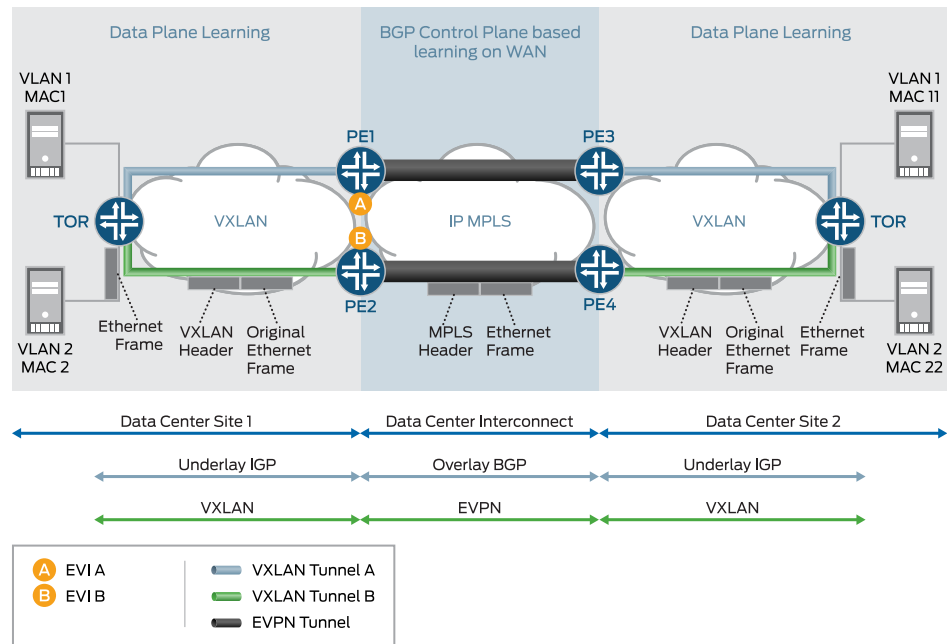 Data Plane Learning
BGP Control Plane based
learning on WAN
Data Plane Learning
VLAN 1
MAC1
VLAN 1
MAC 11
PE1
PE3
A
TOR
VXLAN
IP MPLS
VXLAN
TOR
B
PE2
PE4
Ethernet
Frame
VXLAN
Header
Original
Ethernet
Frame
MPLS
Header
Ethernet
Frame
VXLAN
Header
Original
Ethernet
Frame
Ethernet
Frame
VLAN 2
MAC 2
VLAN 2
MAC 22
Data Center Site 1
Data Center Interconnect
Data Center Site 2
Underlay IGP
Overlay BGP
Underlay IGP
VXLAN
EVPN
VXLAN
A EVI A
B EVI B
VXLAN Tunnel A
VXLAN Tunnel B
EVPN Tunnel